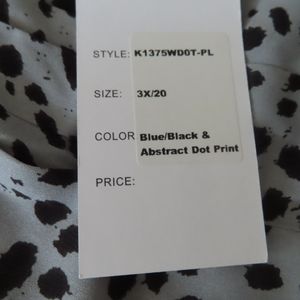 STYLE: K1375WD0T-PL
SIZE: 3X/20
COLOR Blue/Black &
Abstract Dot Print
PRICE: